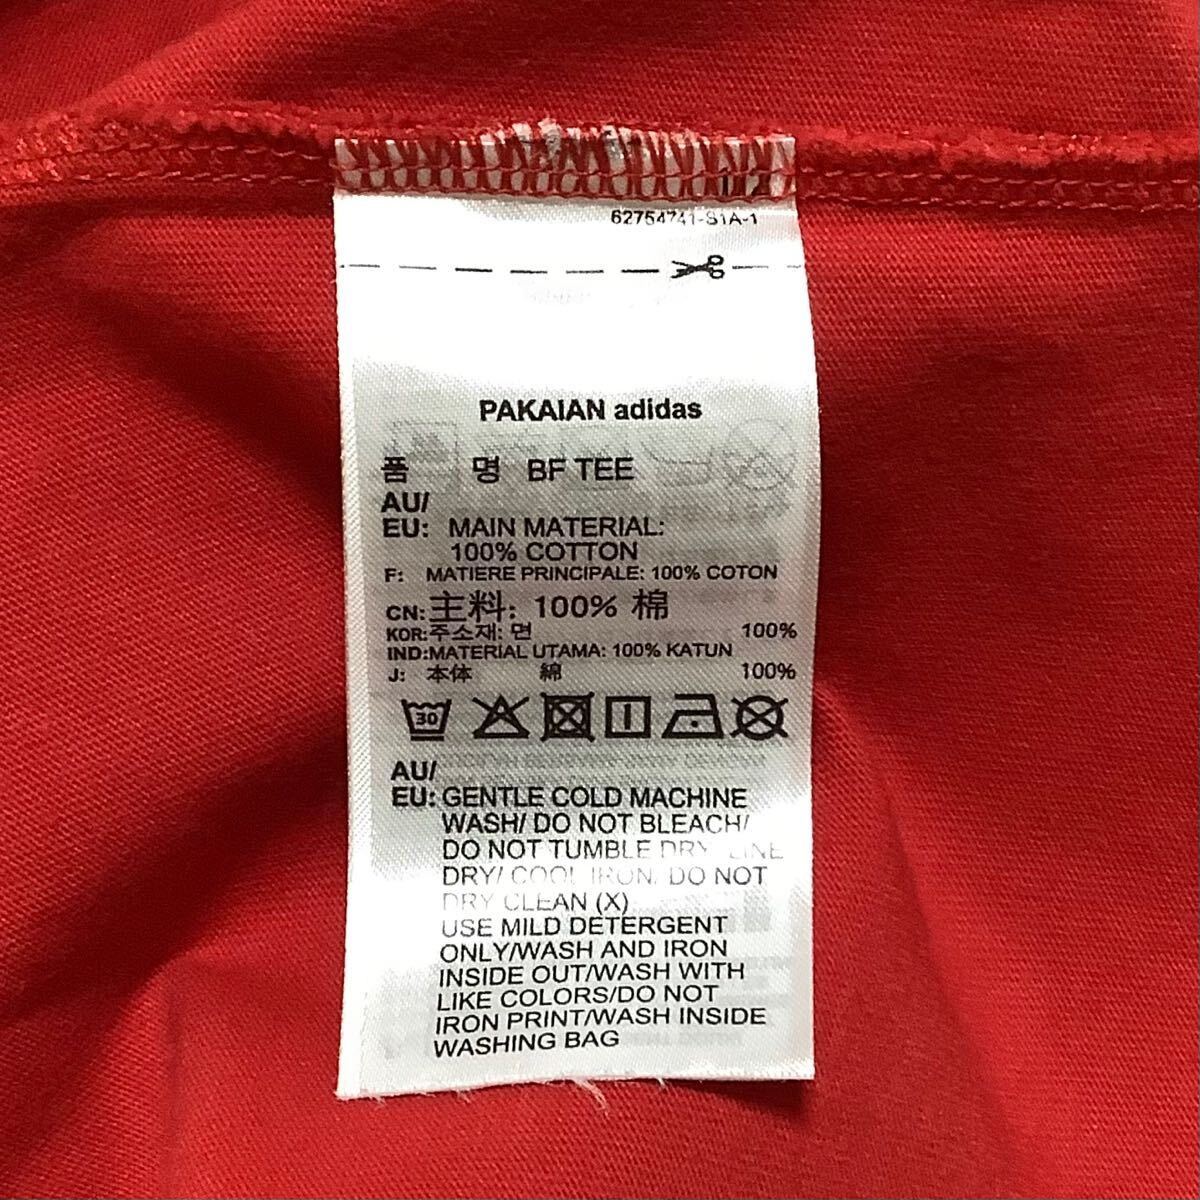 62754741-S1A-1
PAKAIAN adidas
품 명 BF TEE
AU/
EU: MAIN MATERIAL:
100% COTTON
F: MATIERE PRINCIPALE: 100% COTON
CN: 主料: 100% 棉
KOR: 주소재: 면 100%
IND: MATERIAL UTAMA: 100% KATUN
J: 本体 綿 100%
30
AU/
EU: GENTLE COLD MACHINE
WASH/ DO NOT BLEACH/
DO NOT TUMBLE DRY/ LINE
DRY/ COOL IRON/ DO NOT
DRY CLEAN (X)
USE MILD DETERGENT
ONLY/WASH AND IRON
INSIDE OUT/WASH WITH
LIKE COLORS/DO NOT
IRON PRINT/WASH INSIDE
WASHING BAG